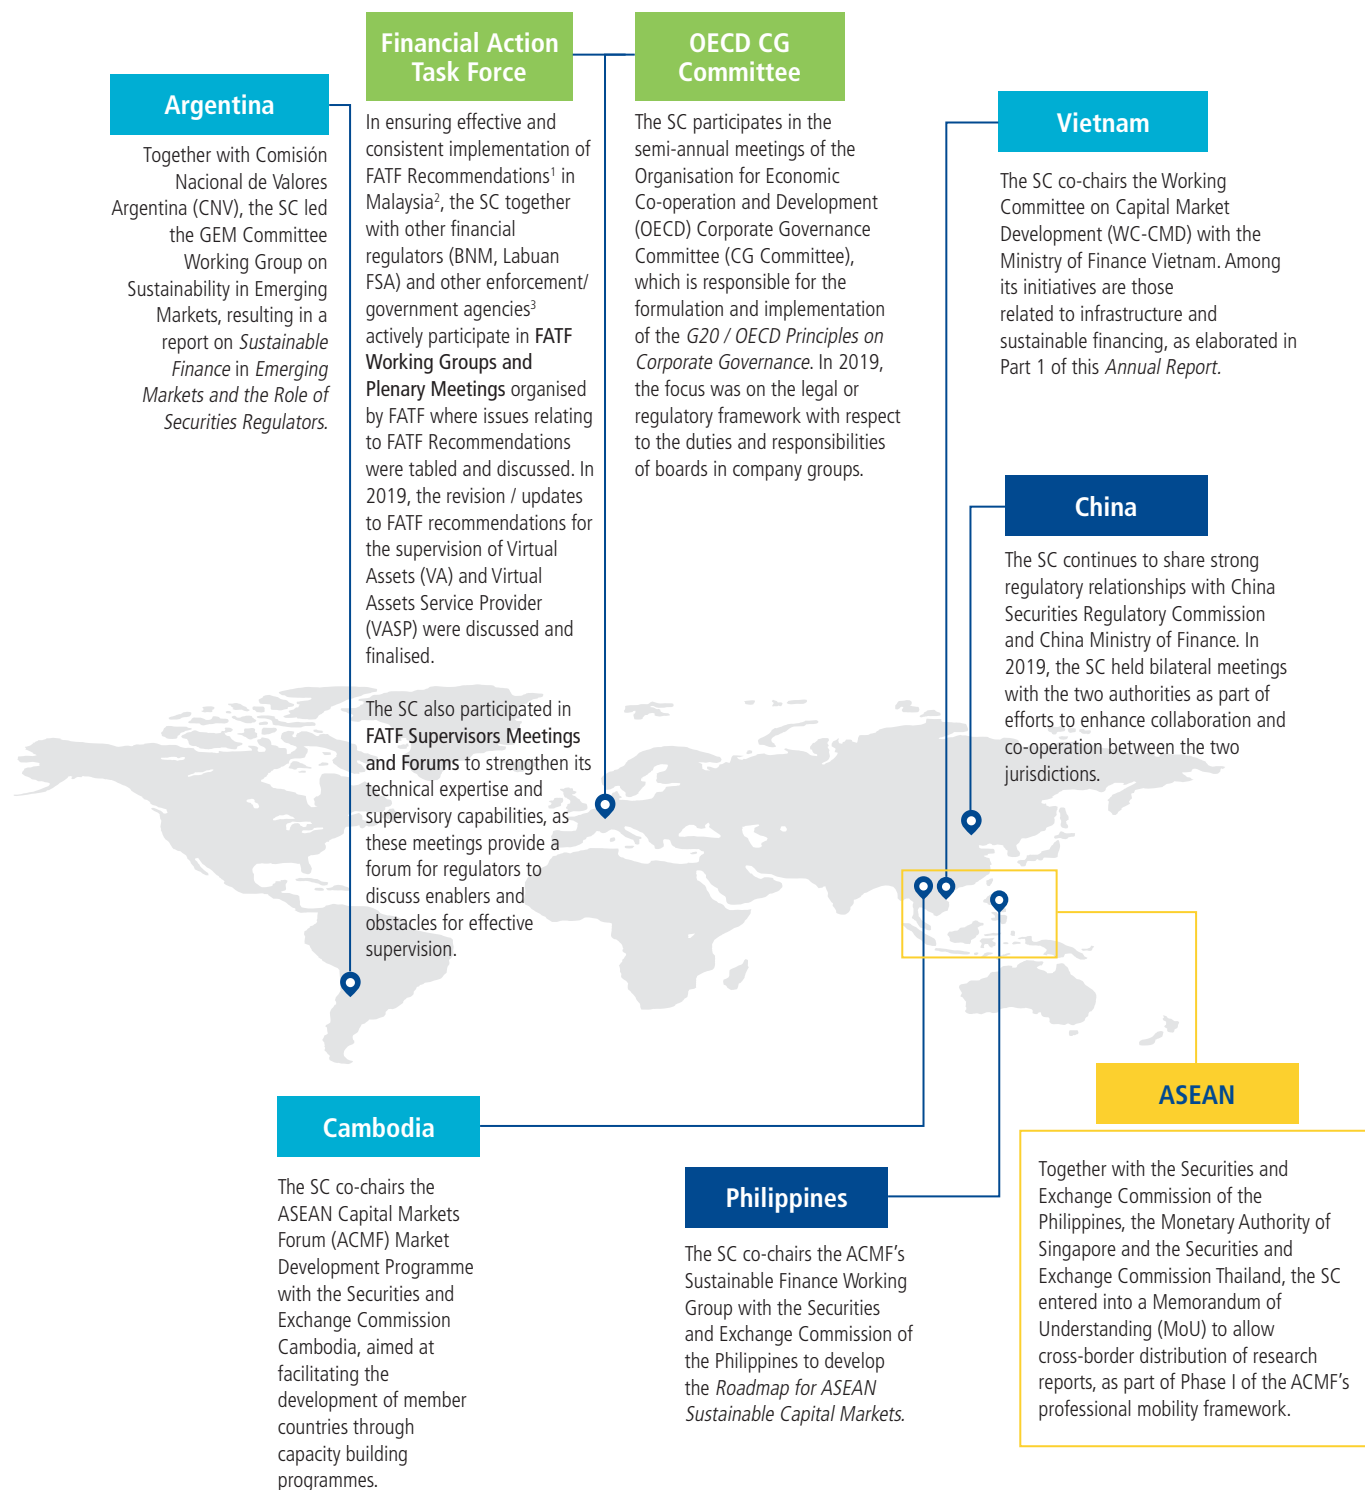 Argentina
Together with Comisión
Nacional de Valores
Argentina (CNV), the SC led
the GEM Committee
Working Group on
Sustainability in Emerging
Markets, resulting in a
report on Sustainable
Finance in Emerging
Markets and the Role of
Securities Regulators.
Financial Action
Task Force
In ensuring effective and
consistent implementation of
FATF Recommendations¹ in
Malaysia², the SC together
with other financial
regulators (BNM, Labuan
FSA) and other enforcement/
government agencies³
actively participate in FATF
Working Groups and
Plenary Meetings organised
by FATF where issues relating
to FATF Recommendations
were tabled and discussed. In
2019, the revision / updates
to FATF recommendations for
the supervision of Virtual
Assets (VA) and Virtual
Assets Service Provider
(VASP) were discussed and
finalised.
The SC also participated in
FATF Supervisors Meetings
and Forums to strengthen its
technical expertise and
supervisory capabilities, as
these meetings provide a
forum for regulators to
discuss enablers and
obstacles for effective
supervision.
OECD CG
Committee
The SC participates in the
semi-annual meetings of the
Organisation for Economic
Co-operation and Development
(OECD) Corporate Governance
Committee (CG Committee),
which is responsible for the
formulation and implementation
of the G20 / OECD Principles on
Corporate Governance. In 2019,
the focus was on the legal or
regulatory framework with respect
to the duties and responsibilities
of boards in company groups.
Vietnam
The SC co-chairs the Working
Committee on Capital Market
Development (WC-CMD) with the
Ministry of Finance Vietnam. Among
its initiatives are those
related to infrastructure and
sustainable financing, as elaborated in
Part 1 of this Annual Report.
China
The SC continues to share strong
regulatory relationships with China
Securities Regulatory Commission
and China Ministry of Finance. In
2019, the SC held bilateral meetings
with the two authorities as part of
efforts to enhance collaboration and
co-operation between the two
jurisdictions.
Cambodia
The SC co-chairs the
ASEAN Capital Markets
Forum (ACMF) Market
Development Programme
with the Securities and
Exchange Commission
Cambodia, aimed at
facilitating the
development of member
countries through
capacity building
programmes.
Philippines
The SC co-chairs the ACMF's
Sustainable Finance Working
Group with the Securities
and Exchange Commission of
the Philippines to develop
the Roadmap for ASEAN
Sustainable Capital Markets.
ASEAN
Together with the Securities and
Exchange Commission of the
Philippines, the Monetary Authority of
Singapore and the Securities and
Exchange Commission Thailand, the SC
entered into a Memorandum of
Understanding (MoU) to allow
cross-border distribution of research
reports, as part of Phase I of the ACMF's
professional mobility framework.